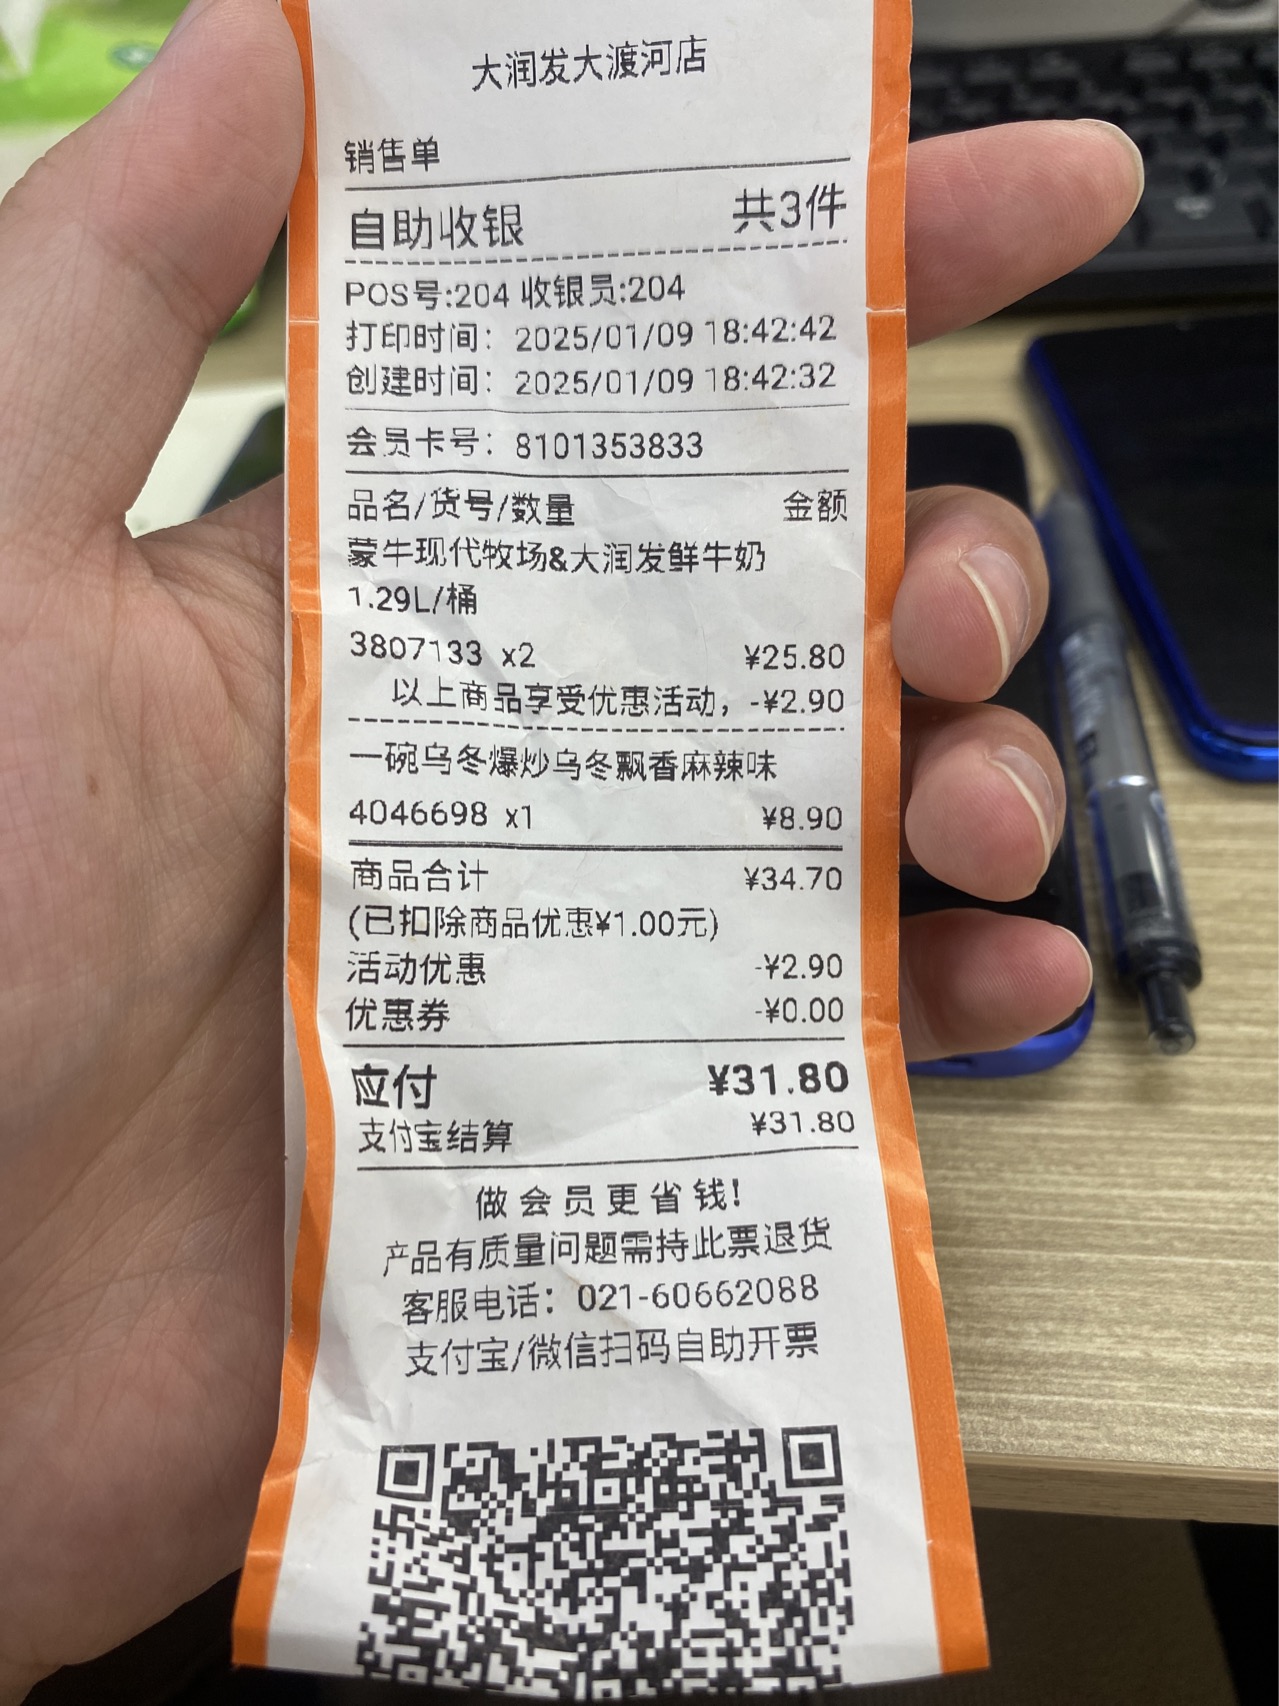 大润发大渡河店
销售单
自助收银 共3件
POS号:204 收银员:204
打印时间: 2025/01/09 18:42:42
创建时间: 2025/01/09 18:42:32
会员卡号: 8101353833
品名/货号/数量 金额
蒙牛现代牧场&大润发鲜牛奶
1.29L/桶
3807133 x2 ¥25.80
以上商品享受优惠活动, -¥2.90
一碗乌冬爆炒乌冬飘香麻辣味
4046698 x1 ¥8.90
商品合计 ¥34.70
(已扣除商品优惠¥1.00元)
活动优惠 -¥2.90
优惠券 -¥0.00
应付 ¥31.80
支付宝结算 ¥31.80
做会员更省钱!
产品有质量问题需持此票退货
客服电话: 021-60662088
支付宝/微信扫码自助开票